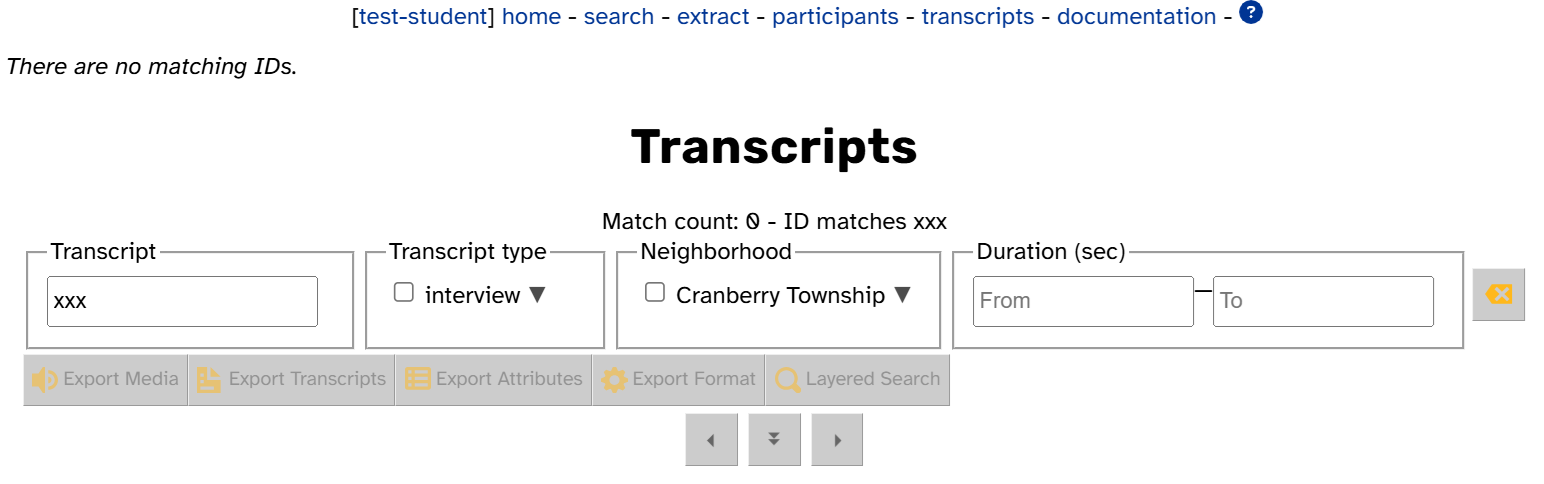 [test-student] home - search - extract - participants - transcripts - documentation - ?
There are no matching IDs.
Transcripts
Match count: 0 - ID matches xxx
Transcript Transcript type Neighborhood Duration (sec)
xxx interview ▼ Cranberry Township ▼ From – To
Export Media Export Transcripts Export Attributes Export Format Layered Search